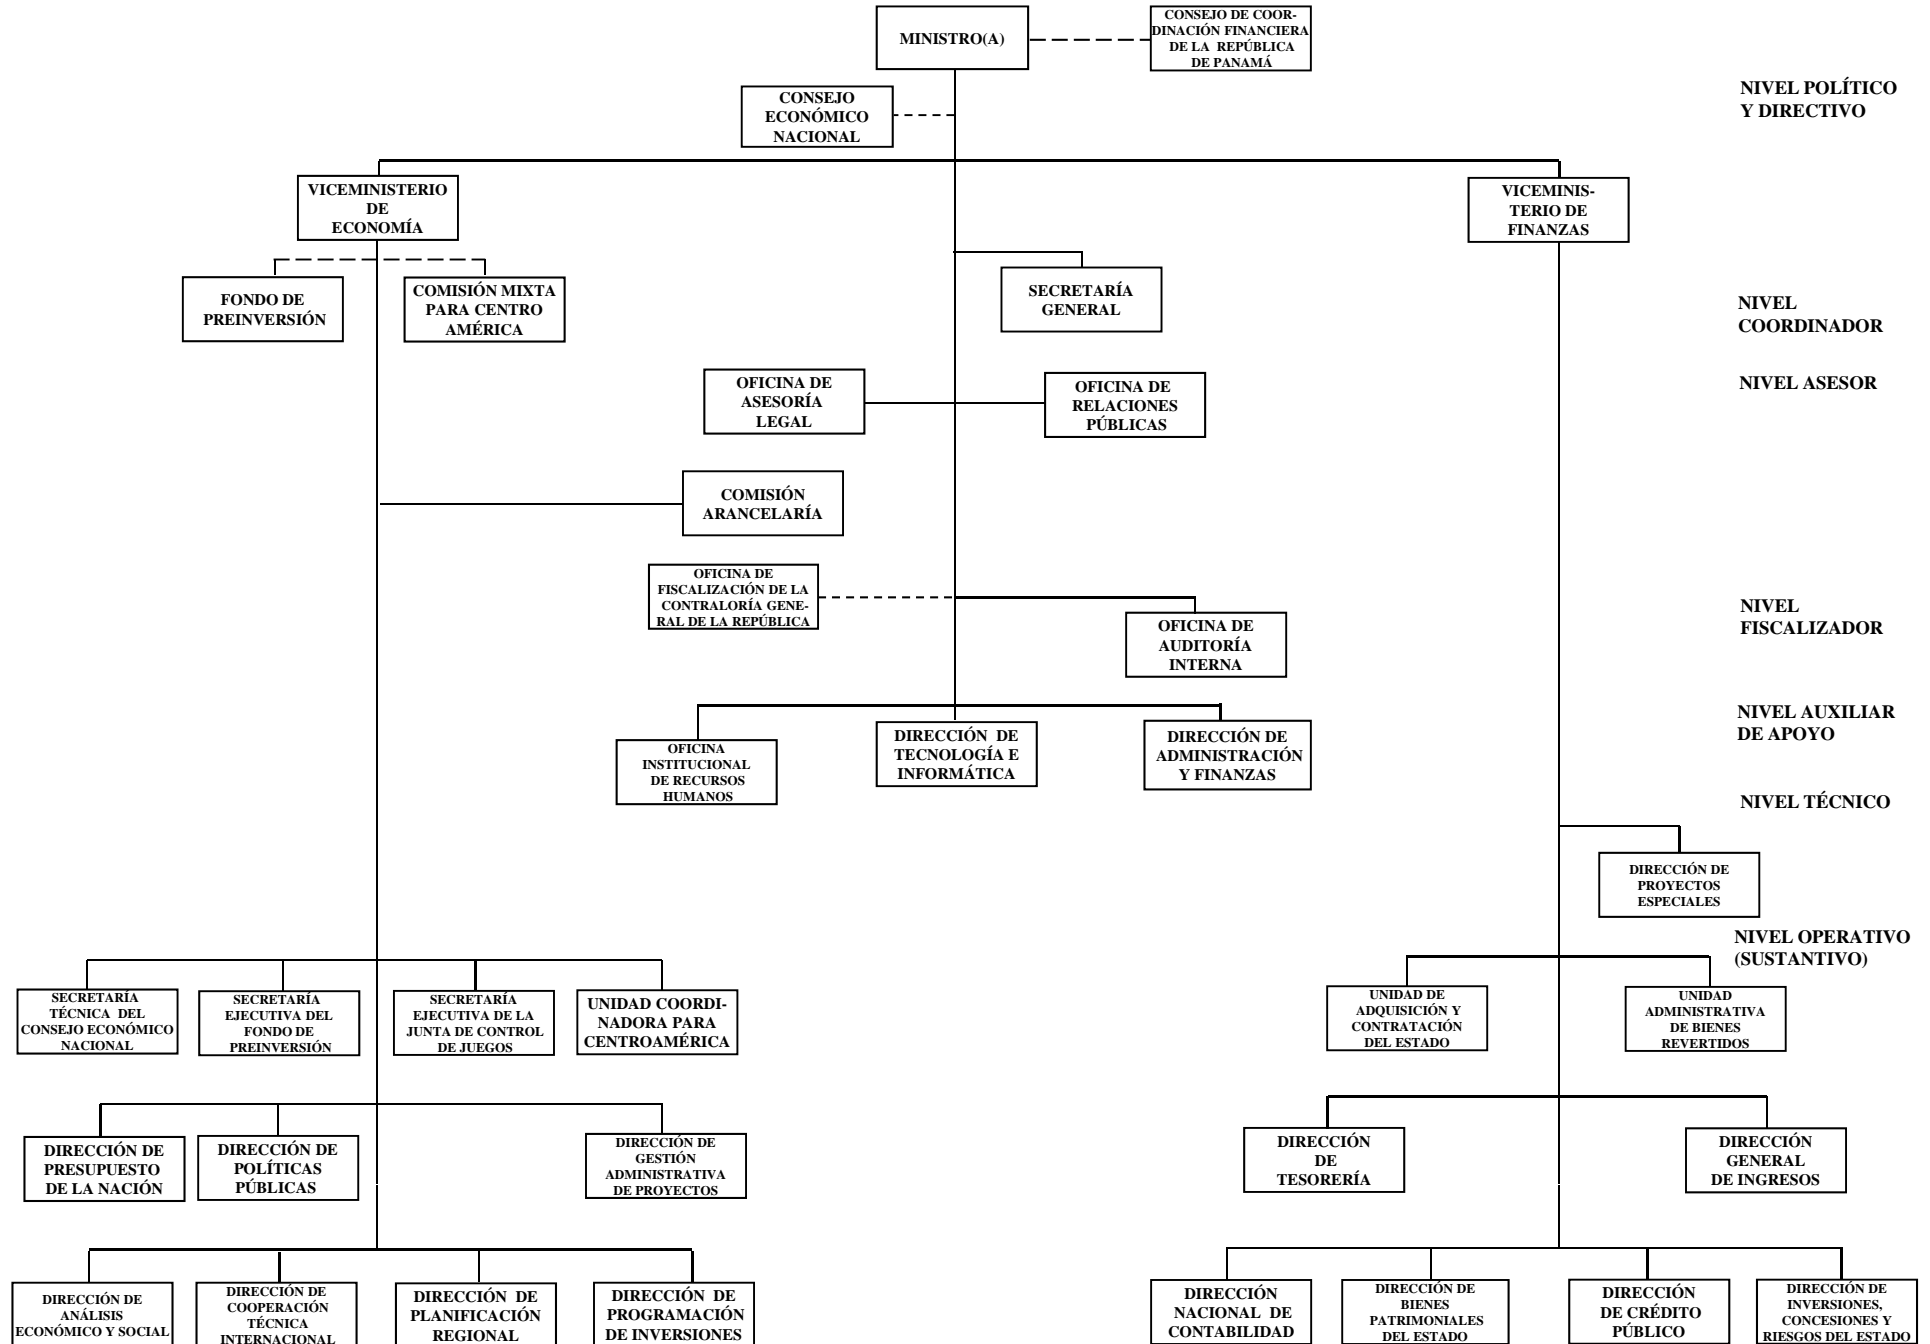 MINISTRO(A)
CONSEJO DE COOR-
DINACIÓN FINANCIERA
DE LA REPÚBLICA
DE PANAMÁ
NIVEL POLÍTICO
Y DIRECTIVO
CONSEJO
ECONÓMICO
NACIONAL
VICEMINISTERIO
DE
ECONOMÍA
VICEMINIS-
TERIO DE
FINANZAS
FONDO DE
PREINVERSIÓN
COMISIÓN MIXTA
PARA CENTRO
AMÉRICA
SECRETARÍA
GENERAL
NIVEL
COORDINADOR
OFICINA DE
ASESORÍA
LEGAL
OFICINA DE
RELACIONES
PÚBLICAS
NIVEL ASESOR
COMISIÓN
ARANCELARÍA
OFICINA DE
FISCALIZACIÓN DE LA
CONTRALORÍA GENE-
RAL DE LA REPÚBLICA
OFICINA DE
AUDITORÍA
INTERNA
NIVEL
FISCALIZADOR
OFICINA
INSTITUCIONAL
DE RECURSOS
HUMANOS
DIRECCIÓN DE
TECNOLOGÍA E
INFORMÁTICA
DIRECCIÓN DE
ADMINISTRACIÓN
Y FINANZAS
NIVEL AUXILIAR
DE APOYO
NIVEL TÉCNICO
DIRECCIÓN DE
PROYECTOS
ESPECIALES
NIVEL OPERATIVO
(SUSTANTIVO)
SECRETARÍA
TÉCNICA DEL
CONSEJO ECONÓMICO
NACIONAL
SECRETARÍA
EJECUTIVA DEL
FONDO DE
PREINVERSIÓN
SECRETARÍA
EJECUTIVA DE LA
JUNTA DE CONTROL
DE JUEGOS
UNIDAD COORDI-
NADORA PARA
CENTROAMÉRICA
UNIDAD DE
ADQUISICIÓN Y
CONTRATACIÓN
DEL ESTADO
UNIDAD
ADMINISTRATIVA
DE BIENES
REVERTIDOS
DIRECCIÓN DE
PRESUPUESTO
DE LA NACIÓN
DIRECCIÓN DE
POLÍTICAS
PÚBLICAS
DIRECCIÓN DE
GESTIÓN
ADMINISTRATIVA
DE PROYECTOS
DIRECCIÓN
DE
TESORERÍA
DIRECCIÓN
GENERAL
DE INGRESOS
DIRECCIÓN DE
ANÁLISIS
ECONÓMICO Y SOCIAL
DIRECCIÓN DE
COOPERACIÓN
TÉCNICA
INTERNACIONAL
DIRECCIÓN DE
PLANIFICACIÓN
REGIONAL
DIRECCIÓN DE
PROGRAMACIÓN
DE INVERSIONES
DIRECCIÓN
NACIONAL DE
CONTABILIDAD
DIRECCIÓN DE
BIENES
PATRIMONIALES
DEL ESTADO
DIRECCIÓN
DE CRÉDITO
PÚBLICO
DIRECCIÓN DE
INVERSIONES,
CONCESIONES Y
RIESGOS DEL ESTADO